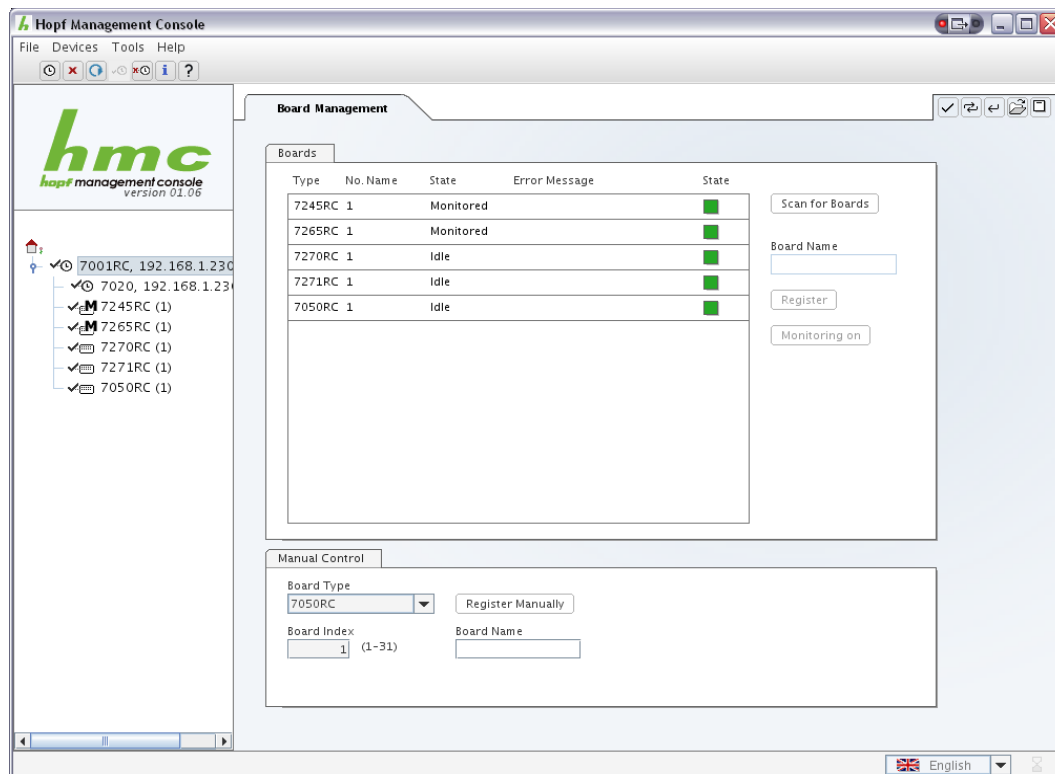 Hopf Management Console
File Devices Tools Help
hmc
hopf management console
version 01.06
7001RC, 192.168.1.230
7020, 192.168.1.23
M 7245RC (1)
M 7265RC (1)
7270RC (1)
7271RC (1)
7050RC (1)
Board Management
Boards
Type No. Name State Error Message State
7245RC 1 Monitored
7265RC 1 Monitored
7270RC 1 Idle
7271RC 1 Idle
7050RC 1 Idle
Scan for Boards
Board Name
Register
Monitoring on
Manual Control
Board Type
7050RC
Register Manually
Board Index
Board Name
1 (1-31)
English